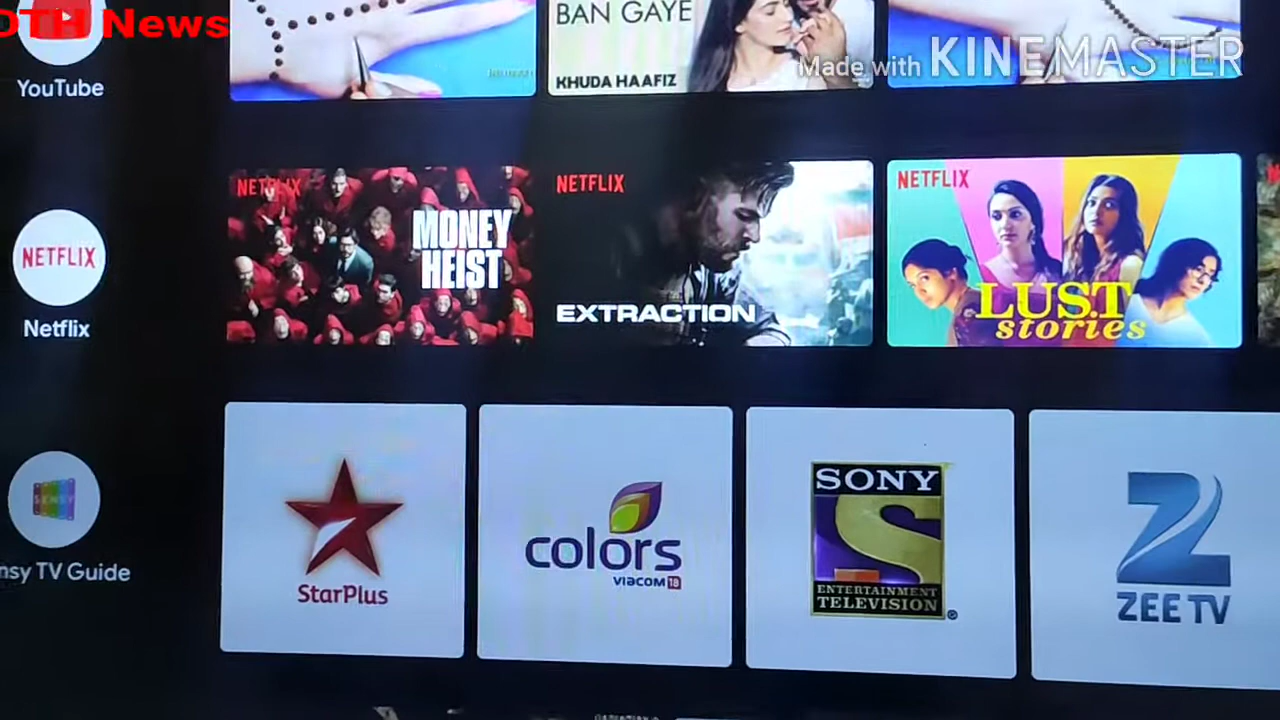 DTH News
YouTube
BAN GAYE
KHUDA HAAFIZ
Made with KINEMASTER
NETFLIX
Netflix
NETFLIX
MONEY
HEIST
NETFLIX
EXTRACTION
NETFLIX
LUST
stories
SENSY
nsy TV Guide
StarPlus
colors
VIACOM18
SONY
ENTERTAINMENT
TELEVISION
ZEE TV